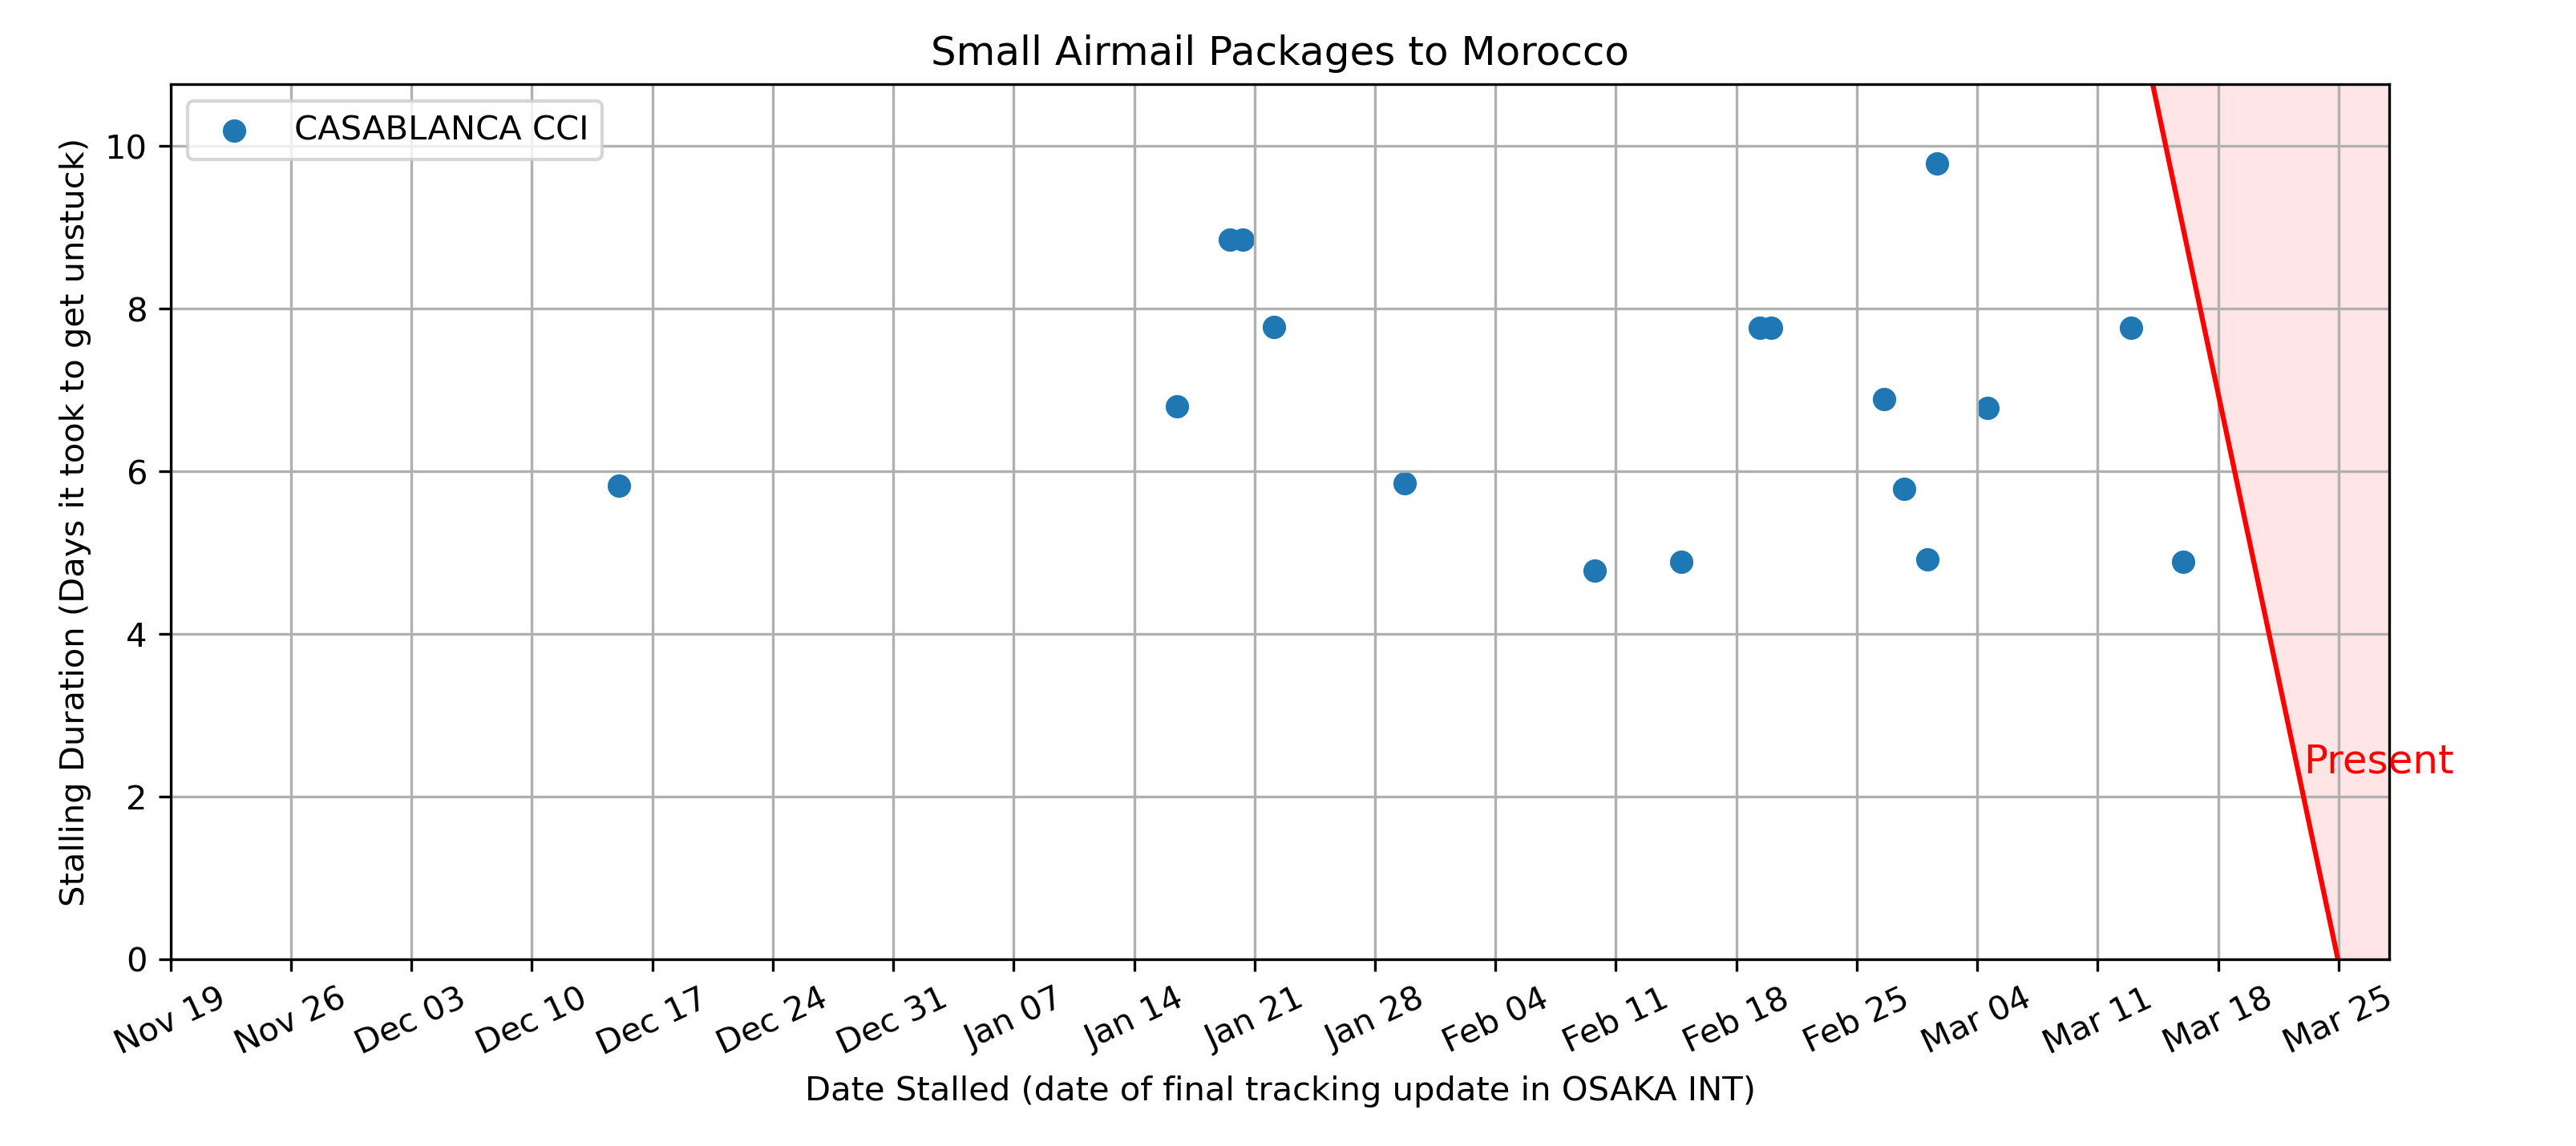 Small Airmail Packages to Morocco
CASABLANCA CCI
Stalling Duration (Days it took to get unstuck)
10
8
6
4
2
0
Present
Nov 19
Nov 26
Dec 03
Dec 10
Dec 17
Dec 24
Dec 31
Jan 07
Jan 14
Jan 21
Jan 28
Feb 04
Feb 11
Feb 18
Feb 25
Mar 04
Mar 11
Mar 18
Mar 25
Date Stalled (date of final tracking update in OSAKA INT)